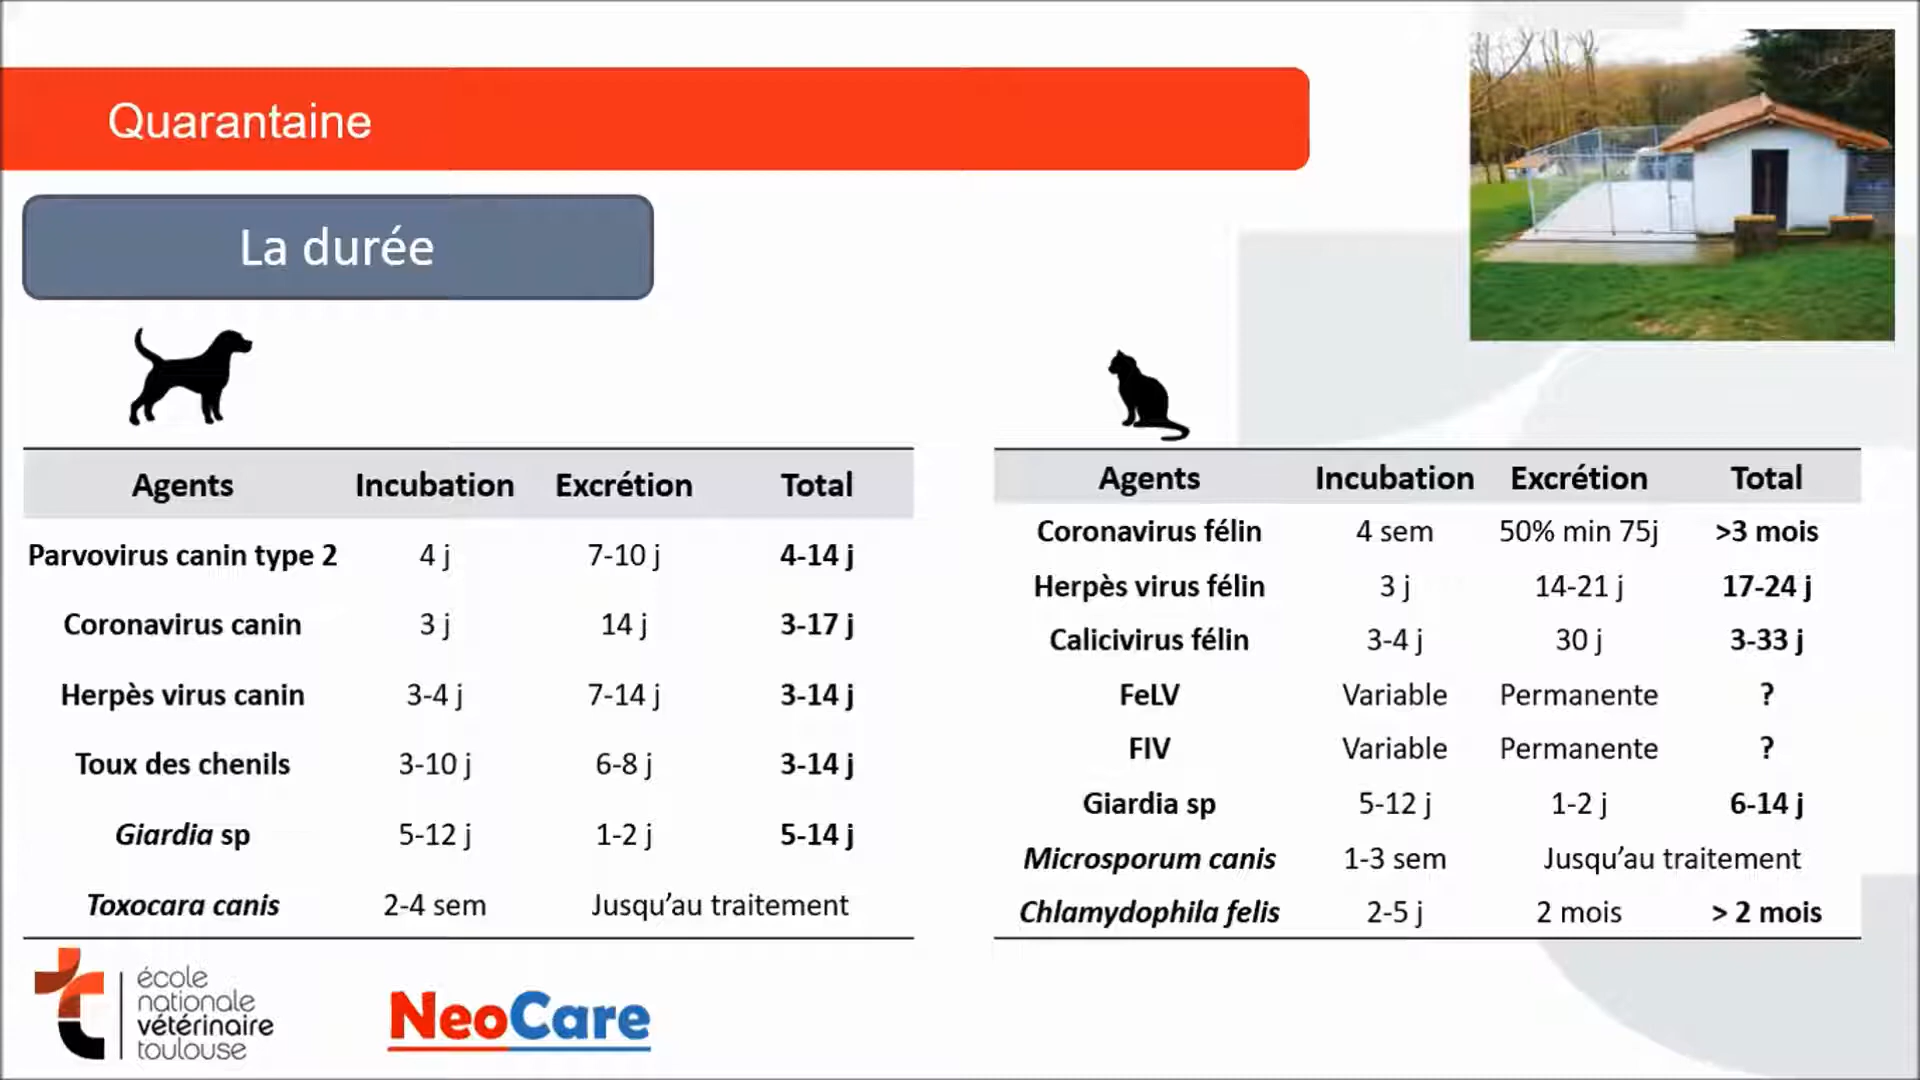 Quarantaine
La durée
Agents Incubation Excrétion Total
Parvovirus canin type 2 4 j 7-10 j 4-14 j
Coronavirus canin 3 j 14 j 3-17 j
Herpès virus canin 3-4 j 7-14 j 3-14 j
Toux des chenils 3-10 j 6-8 j 3-14 j
Giardia sp 5-12 j 1-2 j 5-14 j
Toxocara canis 2-4 sem Jusqu’au traitement
Agents Incubation Excrétion Total
Coronavirus félin 4 sem 50% min 75j >3 mois
Herpès virus félin 3 j 14-21 j 17-24 j
Calicivirus félin 3-4 j 30 j 3-33 j
FeLV Variable Permanente ?
FIV Variable Permanente ?
Giardia sp 5-12 j 1-2 j 6-14 j
Microsporum canis 1-3 sem Jusqu’au traitement
Chlamydophila felis 2-5 j 2 mois > 2 mois
école
nationale
vétérinaire
toulouse
NeoCare